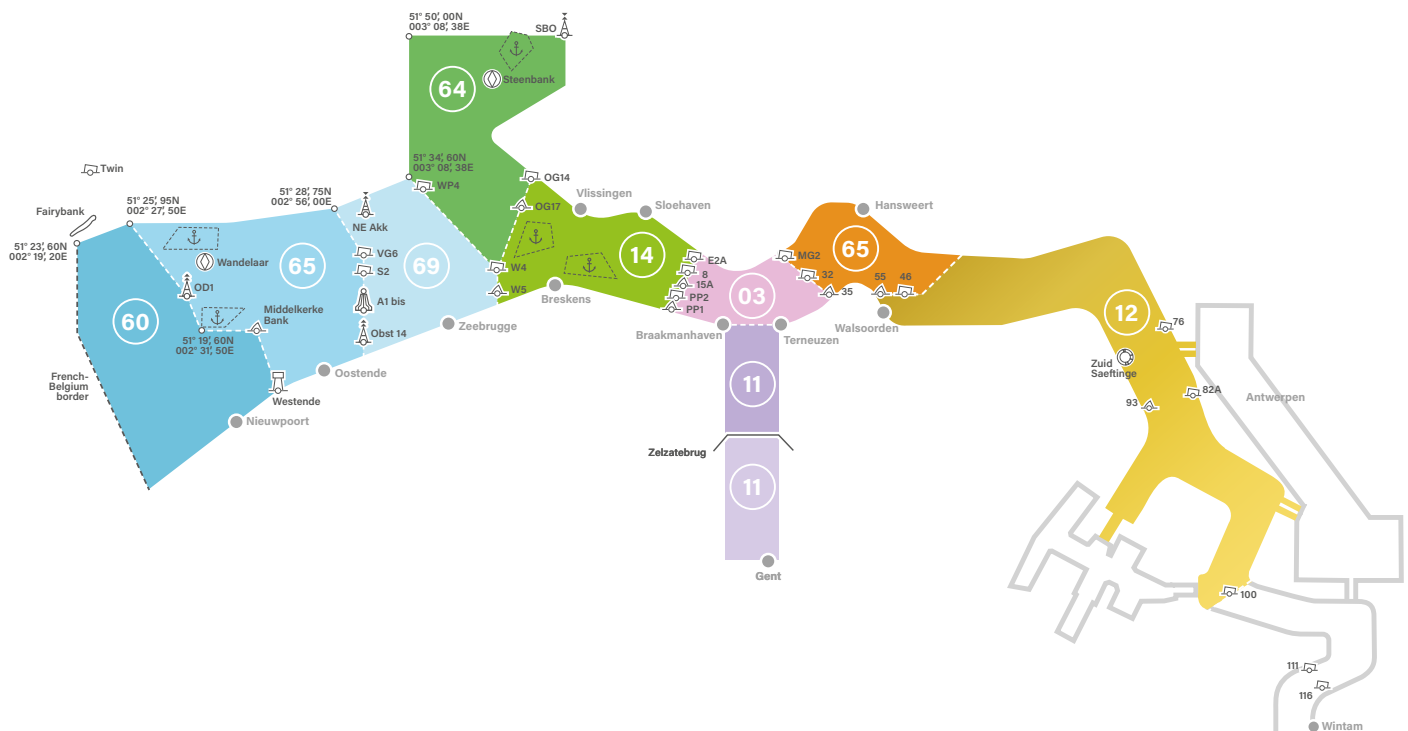 51° 50', 00N
003° 08', 38E
SBO
Steenbank
64
51° 34', 60N
003° 08', 38E
WP4
OG14
OG17
Twin
Fairybank
51° 23', 60N
002° 19', 20E
51° 25', 95N
002° 27', 50E
51° 28', 75N
002° 56', 00E
NE Akk
VG6
S2
A1 bis
Obst 14
Wandelaar
65
69
OD1
Middelkerke
Bank
51° 19', 60N
002° 31', 50E
60
French-
Belgium
border
Westende
Nieuwpoort
Oostende
Zeebrugge
W4
W5
Vlissingen
Sloehaven
14
Breskens
E2A
8
15A
PP2
PP1
03
Braakmanhaven
Terneuzen
MG2
32
35
65
Hansweert
55
46
Walsoorden
11
Zelzatebrug
11
Gent
12
76
Zuid
Saeftinge
82A
93
Antwerpen
100
111
116
Wintam